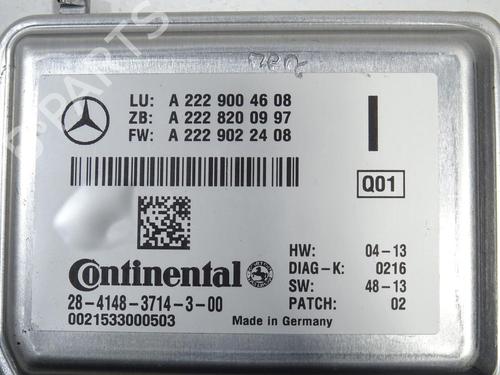 LU: A 222 900 46 08
ZB: A 222 820 09 97
FW: A 222 902 24 08
I
Q01
Continental
28-4148-3714-3-00
0021533000503
HW: 04-13
DIAG-K: 0216
SW: 48-13
PATCH: 02
Made in Germany